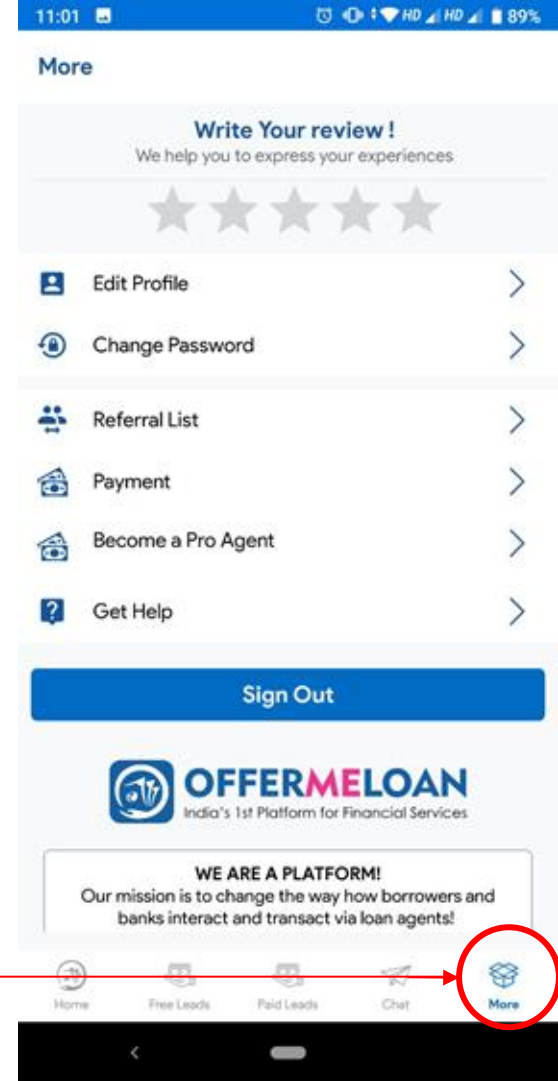 11:01 HD HD 89%
More
Write Your review !
We help you to express your experiences
Edit Profile
Change Password
Referral List
Payment
Become a Pro Agent
Get Help
Sign Out
OFFERMELOAN
India's 1st Platform for Financial Services
WE ARE A PLATFORM!
Our mission is to change the way how borrowers and
banks interact and transact via loan agents!
Home Free Leads Paid Leads Chat More